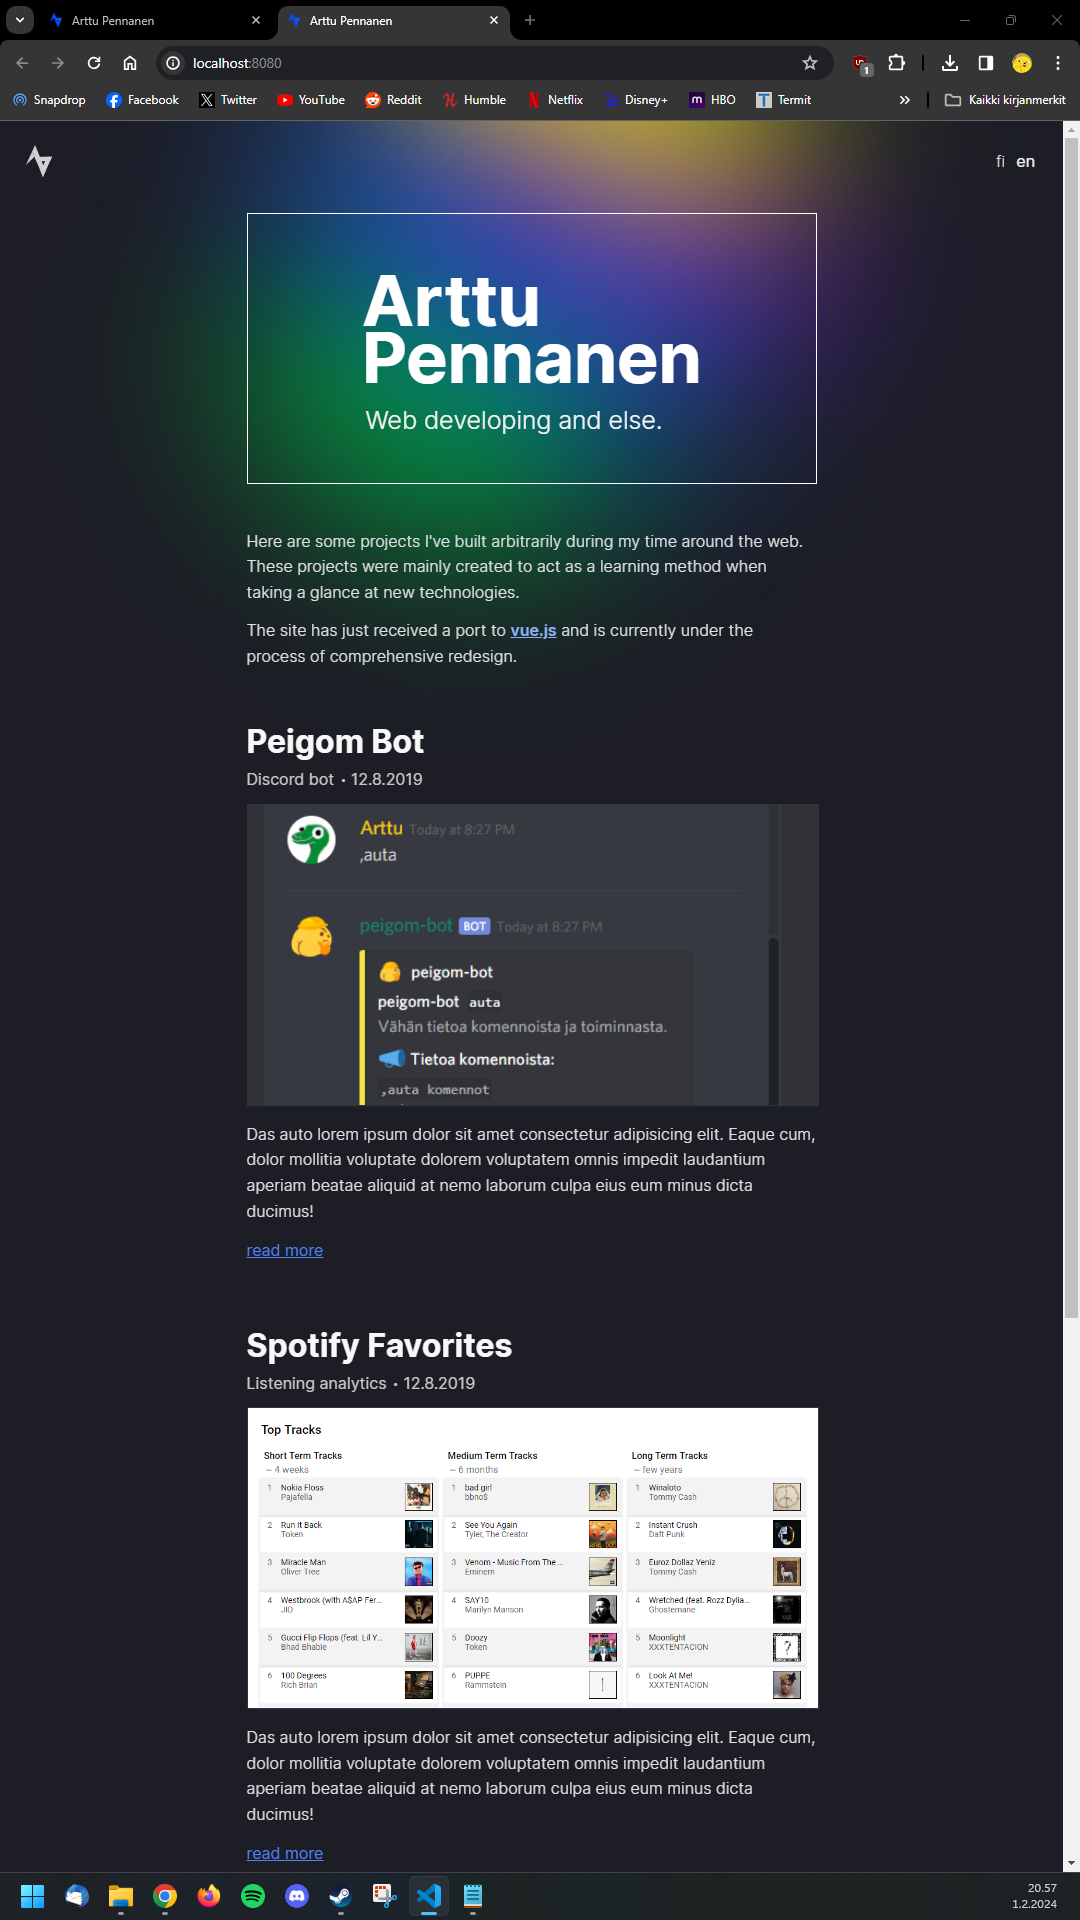 Arttu Pennanen
Arttu Pennanen
localhost:8080
1
Snapdrop
Facebook
Twitter
YouTube
Reddit
Humble
Netflix
Disney+
HBO
Termit
Kaikki kirjanmerkit
fi en
Arttu
Pennanen
Web developing and else.
Here are some projects I've built arbitrarily during my time around the web.
These projects were mainly created to act as a learning method when
taking a glance at new technologies.
The site has just received a port to vue.js and is currently under the
process of comprehensive redesign.
Peigom Bot
Discord bot • 12.8.2019
Arttu Today at 8:27 PM
,auta
peigom-bot BOT Today at 8:27 PM
peigom-bot
peigom-bot auta
Vähän tietoa komennoista ja toiminnasta.
Tietoa komennoista:
,auta komennot
Das auto lorem ipsum dolor sit amet consectetur adipisicing elit. Eaque cum,
dolor mollitia voluptate dolorem voluptatem omnis impedit laudantium
aperiam beatae aliquid at nemo laborum culpa eius eum minus dicta
ducimus!
read more
Spotify Favorites
Listening analytics • 12.8.2019
Top Tracks
Short Term Tracks
~ 4 weeks
1 Nokia Floss
Pajafella
2 Run It Back
Token
3 Miracle Man
Oliver Tree
4 Westbrook (with A$AP Fer...
JID
5 Gucci Flip Flops (feat. Lil Y...
Bhad Bhabie
6 100 Degrees
Rich Brian
Medium Term Tracks
~ 6 months
1 bad girl
bbno$
2 See You Again
Tyler, The Creator
3 Venom - Music From The ...
Eminem
4 SAY10
Marilyn Manson
5 Doozy
Token
6 PUPPE
Rammstein
Long Term Tracks
~ few years
1 Winaloto
Tommy Cash
2 Instant Crush
Daft Punk
3 Euroz Dollaz Yeniz
Tommy Cash
4 Wretched (feat. Rozz Dylia...
Ghostemane
5 Moonlight
XXXTENTACION
6 Look At Me!
XXXTENTACION
Das auto lorem ipsum dolor sit amet consectetur adipisicing elit. Eaque cum,
dolor mollitia voluptate dolorem voluptatem omnis impedit laudantium
aperiam beatae aliquid at nemo laborum culpa eius eum minus dicta
ducimus!
read more
20.57
1.2.2024